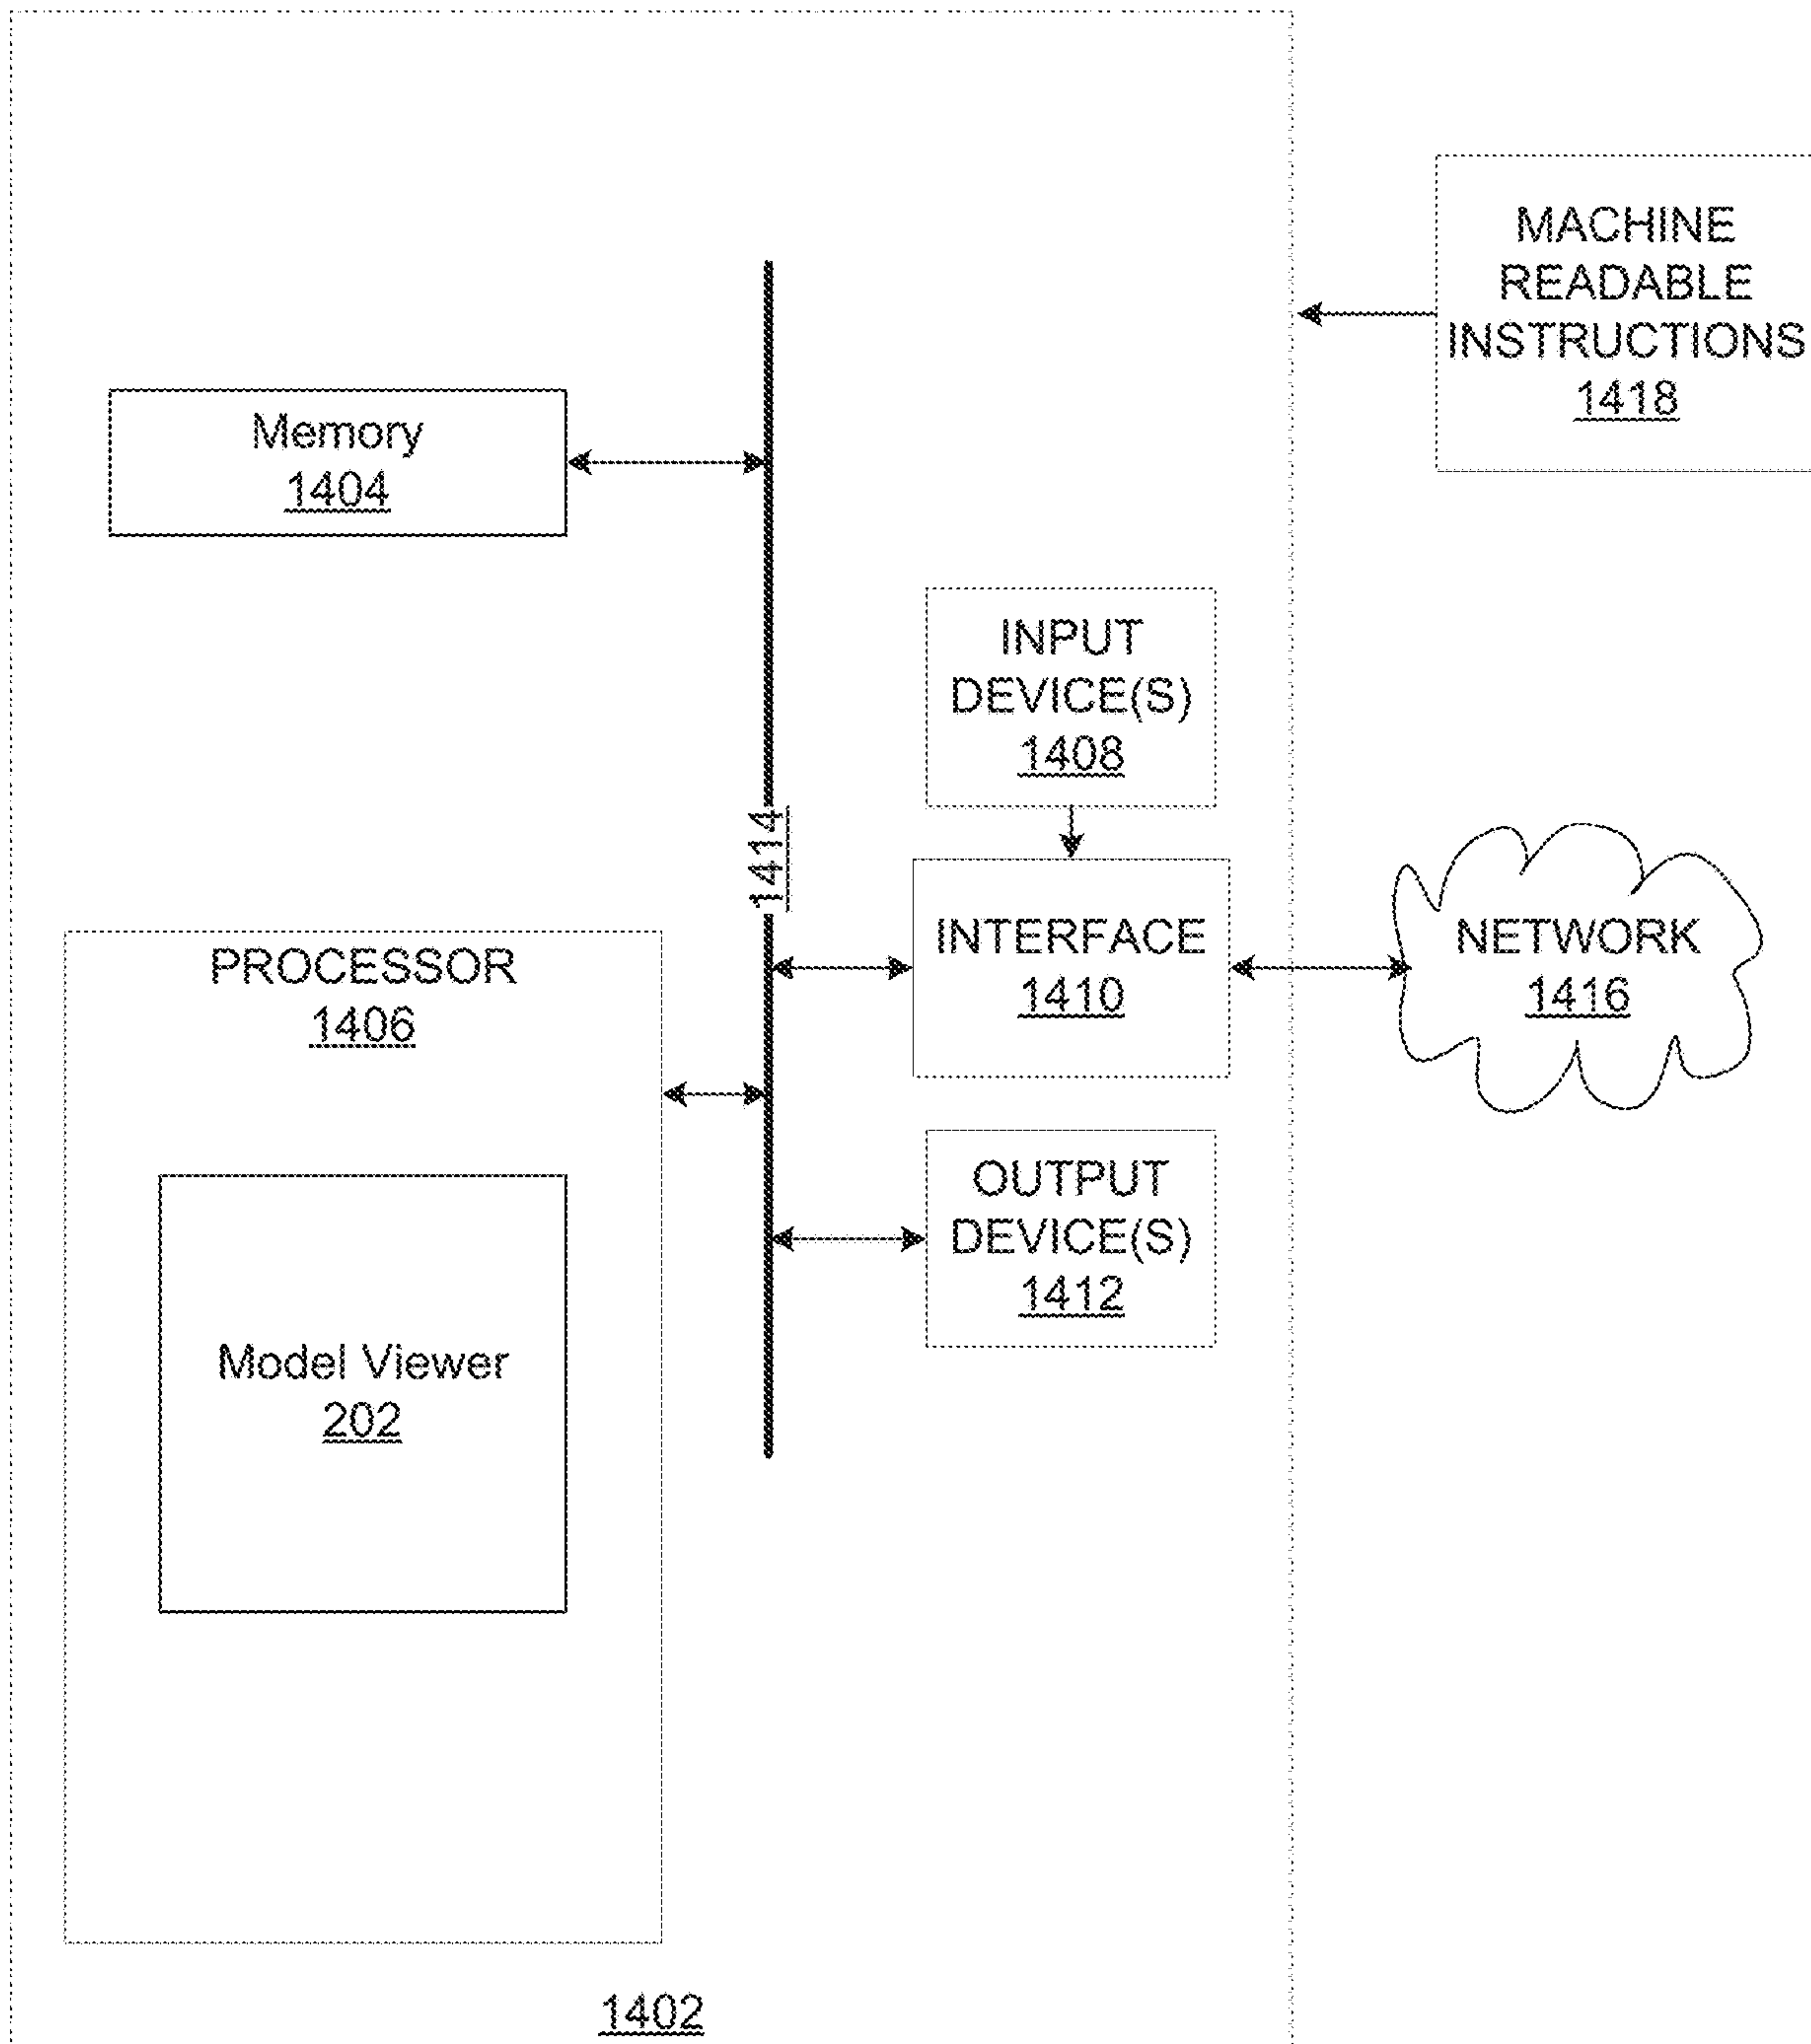 MACHINE
READABLE
INSTRUCTIONS
1418
Memory
1404
INPUT
DEVICE(S)
1408
1414
INTERFACE
1410
NETWORK
1416
PROCESSOR
1406
OUTPUT
DEVICE(S)
1412
Model Viewer
202
1402